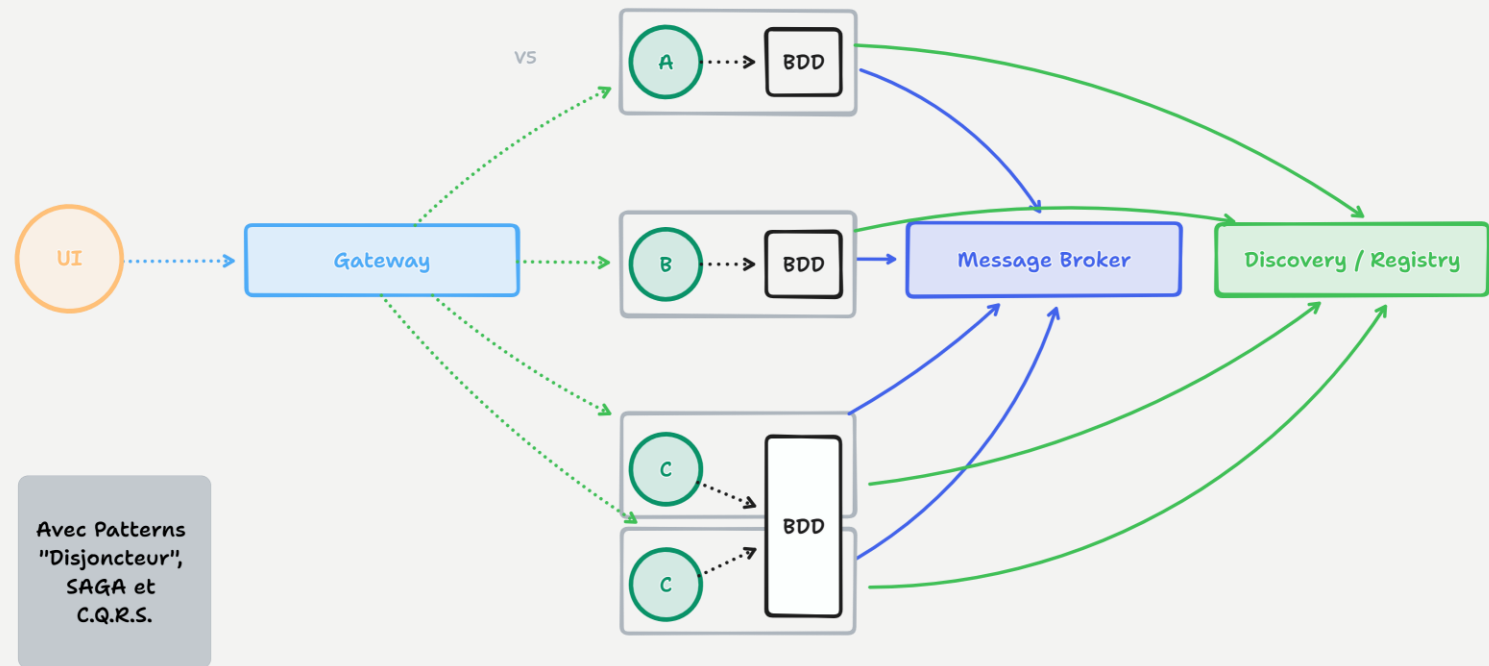 VS
A
BDD
UI
Gateway
B
BDD
Message Broker
Discovery / Registry
C
BDD
C
Avec Patterns
"Disjoncteur",
SAGA et
C.Q.R.S.